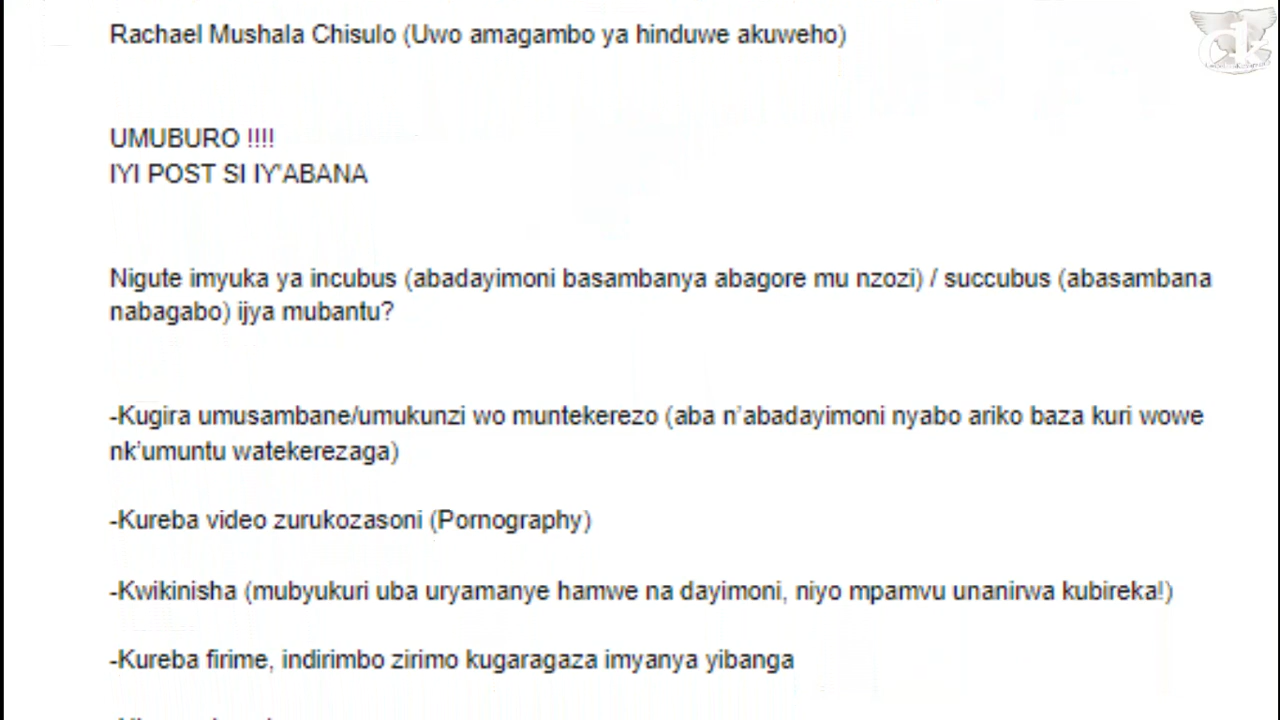 Rachael Mushala Chisulo (Uwo amagambo ya hinduwe akuweho)
UMUBURO !!!!
IYI POST SI IY'ABANA
Nigute imyuka ya incubus (abadayimoni basambanya abagore mu nzozi) / succubus (abasambana
nabagabo) ijya mubantu?
-Kugira umusambane/umukunzi wo muntekerezo (aba n'abadayimoni nyabo ariko baza kuri wowe
nk'umuntu watekerezaga)
-Kureba video zurukozasoni (Pornography)
-Kwikinisha (mubyukuri uba uryamanye hamwe na dayimoni, niyo mpamvu unanirwa kubireka!)
-Kureba firime, indirimbo zirimo kugaragaza imyanya yibanga